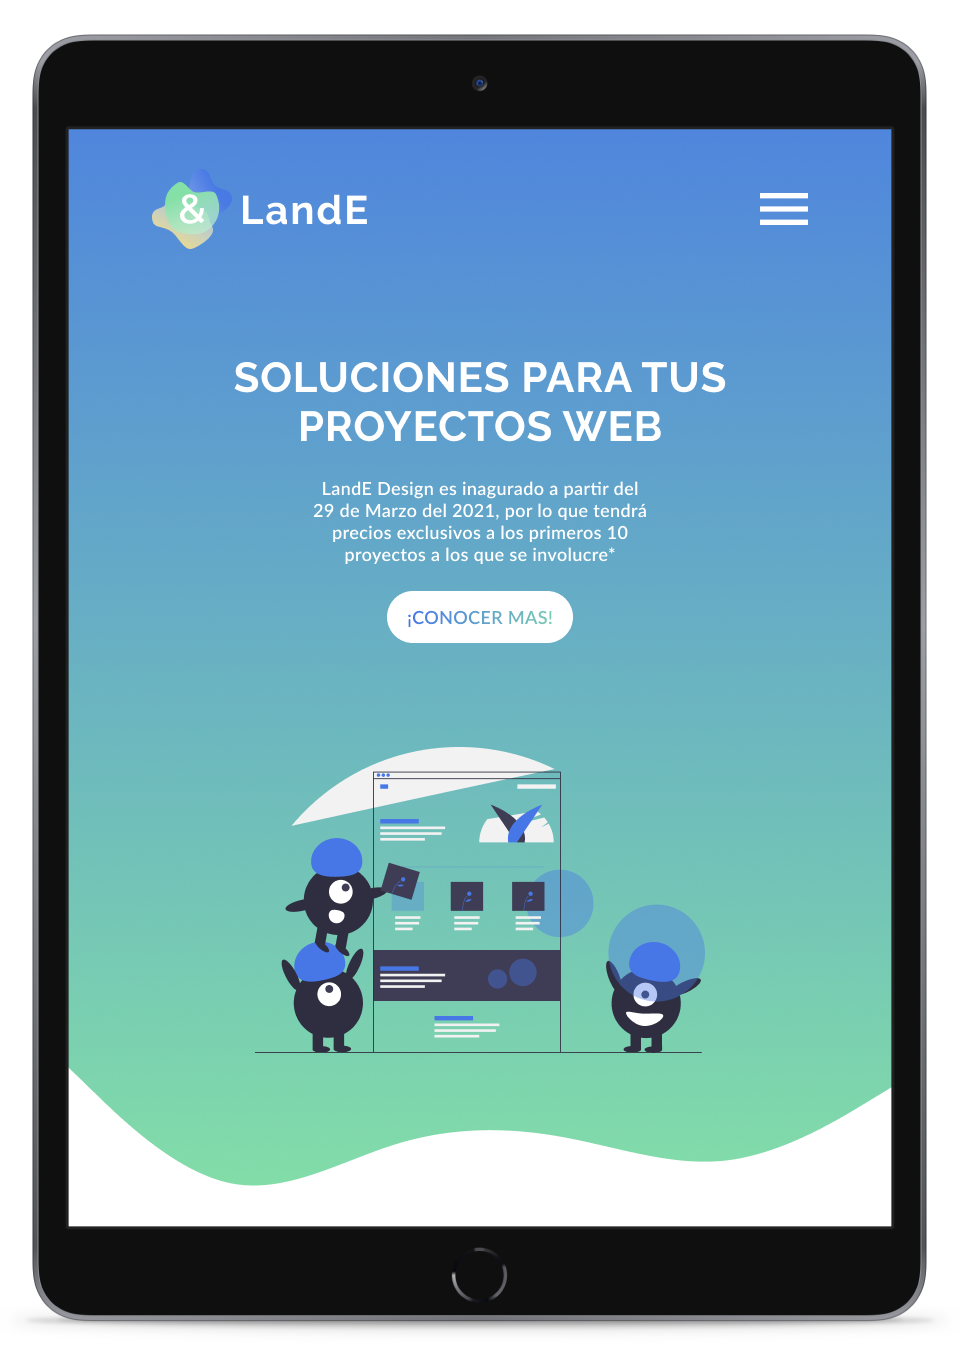 &
LandE
SOLUCIONES PARA TUS
PROYECTOS WEB
LandE Design es inagurado a partir del
29 de Marzo del 2021, por lo que tendrá
precios exclusivos a los primeros 10
proyectos a los que se involucre*
¡CONOCER MAS!